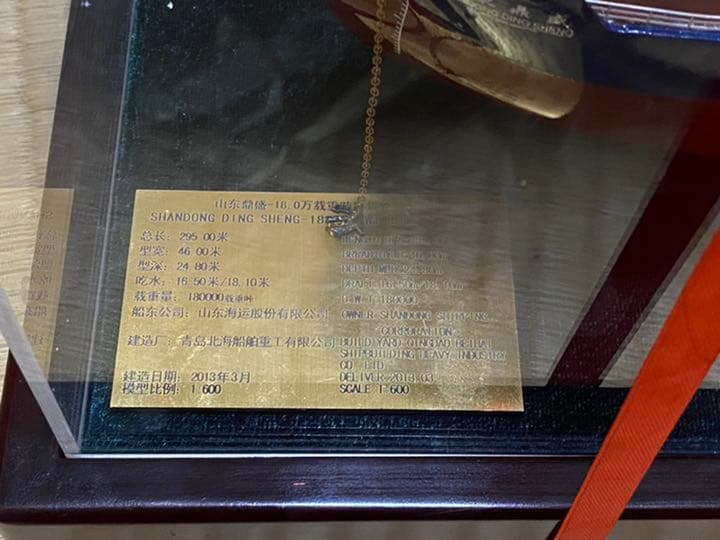 DING SHENG
山东鼎盛-18.0万载重吨
SHANDONG DING SHENG-18
总长: 295.00米
型宽: 46.00米
型深: 24.80米
吃水: 16.50米/18.10米
载重量: 180000载重吨
D.W.T:180000
船东公司: 山东海运股份有限公司
OWNER SHANDONG SHIPPING
CORPORATION
建造厂: 青岛北海船舶重工有限公司
BUILD YARD:QINGDAO BEIHAI
SHIPBUILDING HEAVY INDUSTRY
CO. LTD
建造日期: 2013年3月
DELIVER 2013.03
模型比例: 1:600
SCALE 1:600